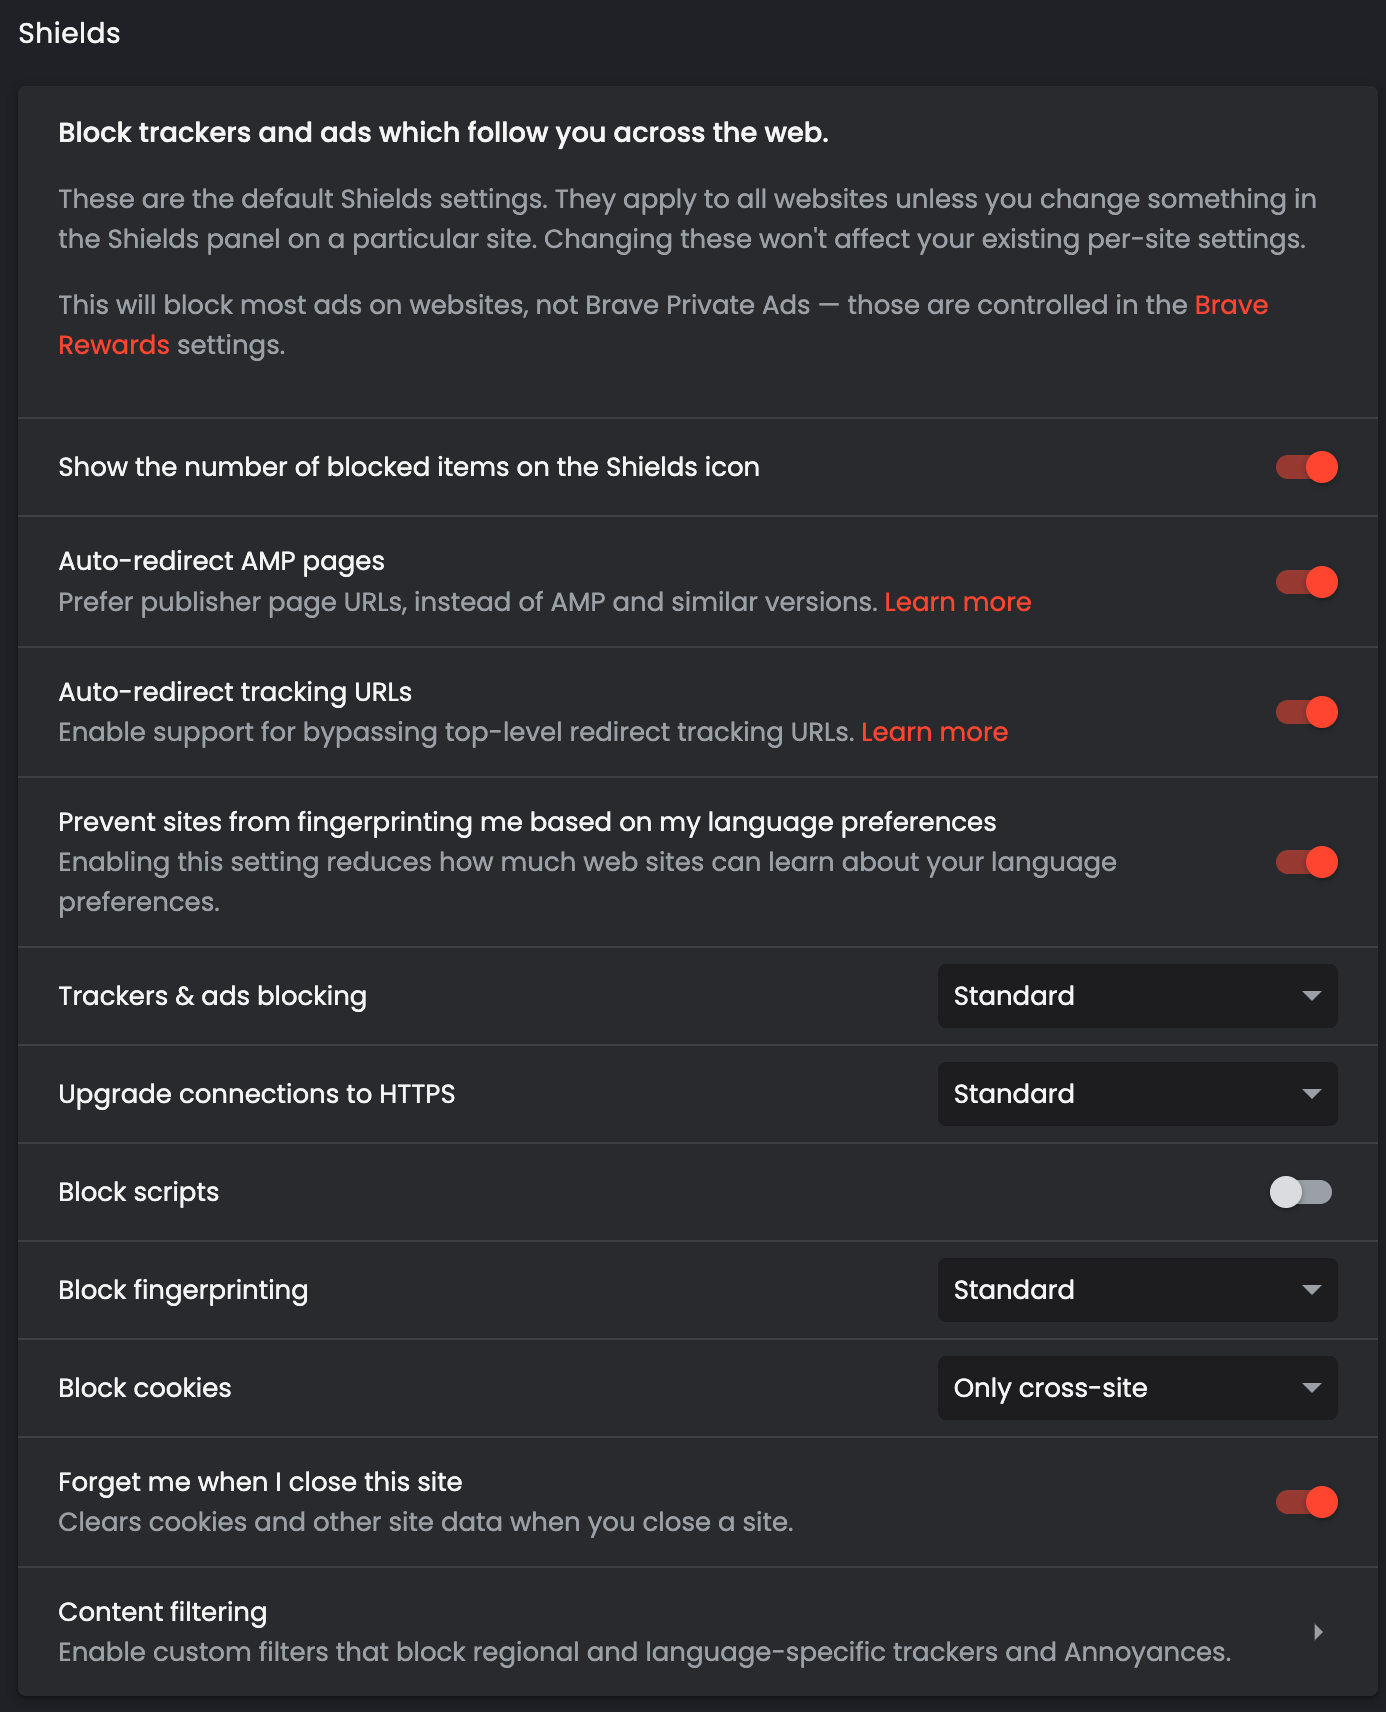 Shields
Block trackers and ads which follow you across the web.
These are the default Shields settings. They apply to all websites unless you change something in
the Shields panel on a particular site. Changing these won't affect your existing per-site settings.
This will block most ads on websites, not Brave Private Ads — those are controlled in the Brave
Rewards settings.
Show the number of blocked items on the Shields icon
Auto-redirect AMP pages
Prefer publisher page URLs, instead of AMP and similar versions. Learn more
Auto-redirect tracking URLs
Enable support for bypassing top-level redirect tracking URLs. Learn more
Prevent sites from fingerprinting me based on my language preferences
Enabling this setting reduces how much web sites can learn about your language
preferences.
Trackers & ads blocking Standard
Upgrade connections to HTTPS Standard
Block scripts
Block fingerprinting Standard
Block cookies Only cross-site
Forget me when I close this site
Clears cookies and other site data when you close a site.
Content filtering
Enable custom filters that block regional and language-specific trackers and Annoyances.